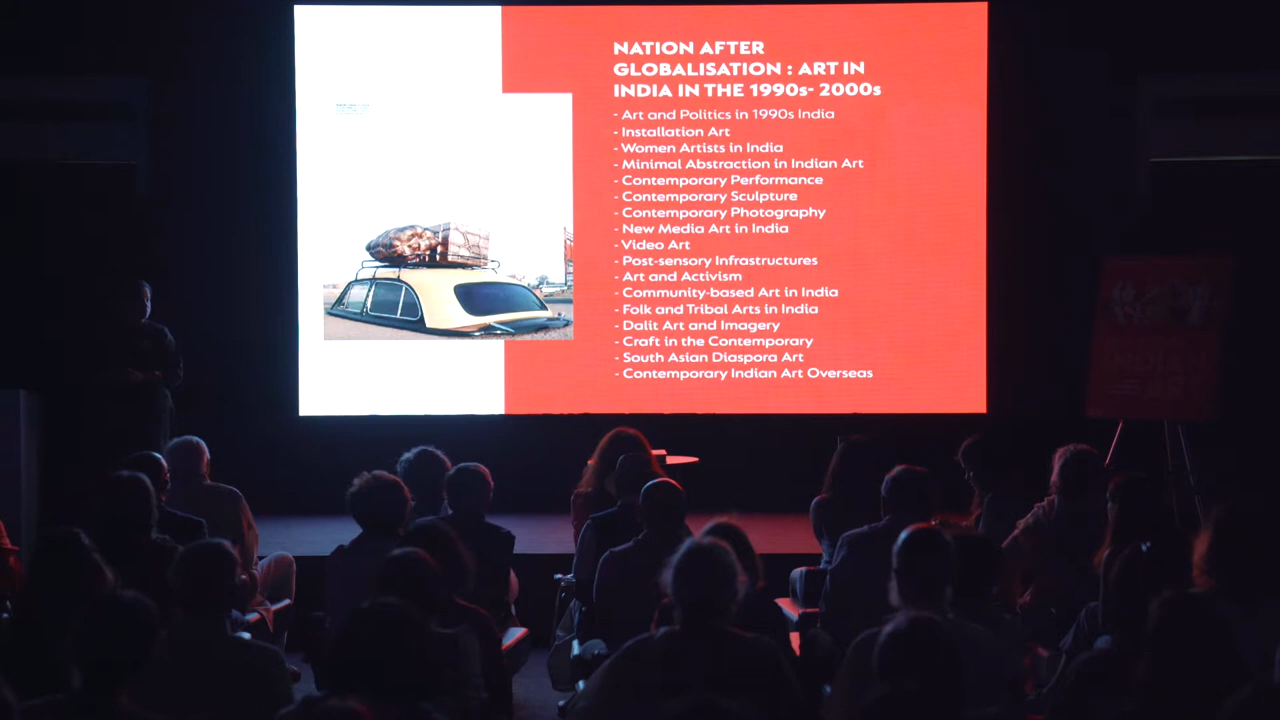 NATION AFTER
GLOBALISATION : ART IN
INDIA IN THE 1990s- 2000s
- Art and Politics in 1990s India
- Installation Art
- Women Artists in India
- Minimal Abstraction in Indian Art
- Contemporary Performance
- Contemporary Sculpture
- Contemporary Photography
- New Media Art in India
- Video Art
- Post-sensory Infrastructures
- Art and Activism
- Community-based Art in India
- Folk and Tribal Arts in India
- Dalit Art and Imagery
- Craft in the Contemporary
- South Asian Diaspora Art
- Contemporary Indian Art Overseas